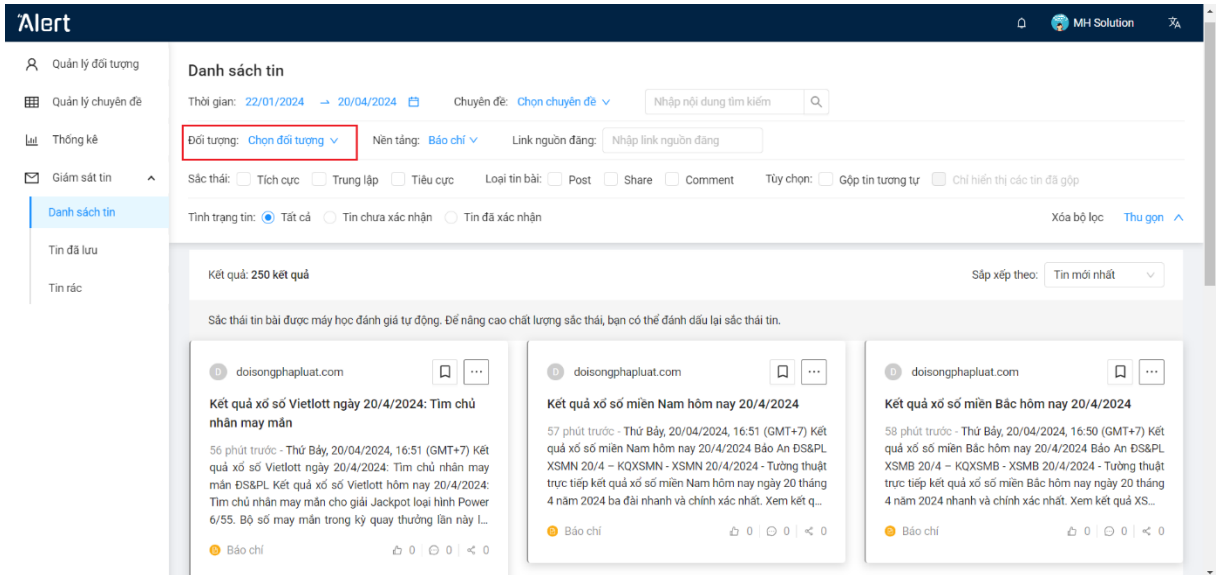 Alert
MH Solution
Quản lý đối tượng
Quản lý chuyên đề
Thống kê
Giám sát tin
Danh sách tin
Tin đã lưu
Tin rác
Danh sách tin
Thời gian: 22/01/2024 → 20/04/2024 Chuyên đề: Chọn chuyên đề Nhập nội dung tìm kiếm
Đối tượng: Chọn đối tượng Nền tảng: Báo chí Link nguồn đăng: Nhập link nguồn đăng
Sắc thái: Tích cực Trung lập Tiêu cực Loại tin bài: Post Share Comment Tùy chọn: Gộp tin tương tự Chỉ hiển thị các tin đã gộp
Tình trạng tin: Tất cả Tin chưa xác nhận Tin đã xác nhận Xóa bộ lọc Thu gọn
Kết quả: 250 kết quả Sắp xếp theo: Tin mới nhất
Sắc thái tin bài được máy học đánh giá tự động. Để nâng cao chất lượng sắc thái, bạn có thể đánh dấu lại sắc thái tin.
D doisongphapluat.com
Kết quả xổ số Vietlott ngày 20/4/2024: Tìm chủ
nhân may mắn
56 phút trước - Thứ Bảy, 20/04/2024, 16:51 (GMT+7) Kết
quả xổ số Vietlott ngày 20/4/2024: Tìm chủ nhân may
mắn ĐS&PL Kết quả xổ số Vietlott hôm nay 20/4/2024:
Tìm chủ nhân may mắn cho giải Jackpot loại hình Power
6/55. Bộ số may mắn trong kỳ quay thưởng lần này l...
Báo chí 0 0 0
D doisongphapluat.com
Kết quả xổ số miền Nam hôm nay 20/4/2024
57 phút trước - Thứ Bảy, 20/04/2024, 16:51 (GMT+7) Kết
quả xổ số miền Nam hôm nay 20/4/2024 Bảo An ĐS&PL
XSMN 20/4 – KQXSMN - XSMN 20/4/2024 - Tường thuật
trực tiếp kết quả xổ số miền Nam hôm nay ngày 20 tháng
4 năm 2024 ba đài nhanh và chính xác nhất. Xem kết q...
Báo chí 0 0 0
D doisongphapluat.com
Kết quả xổ số miền Bắc hôm nay 20/4/2024
58 phút trước - Thứ Bảy, 20/04/2024, 16:50 (GMT+7) Kết
quả xổ số miền Bắc hôm nay 20/4/2024 Bảo An ĐS&PL
XSMB 20/4 – KQXSMB - XSMB 20/4/2024 - Tường thuật
trực tiếp kết quả xổ số miền Bắc hôm nay ngày 20 tháng
4 năm 2024 nhanh và chính xác nhất. Xem kết quả XS...
Báo chí 0 0 0